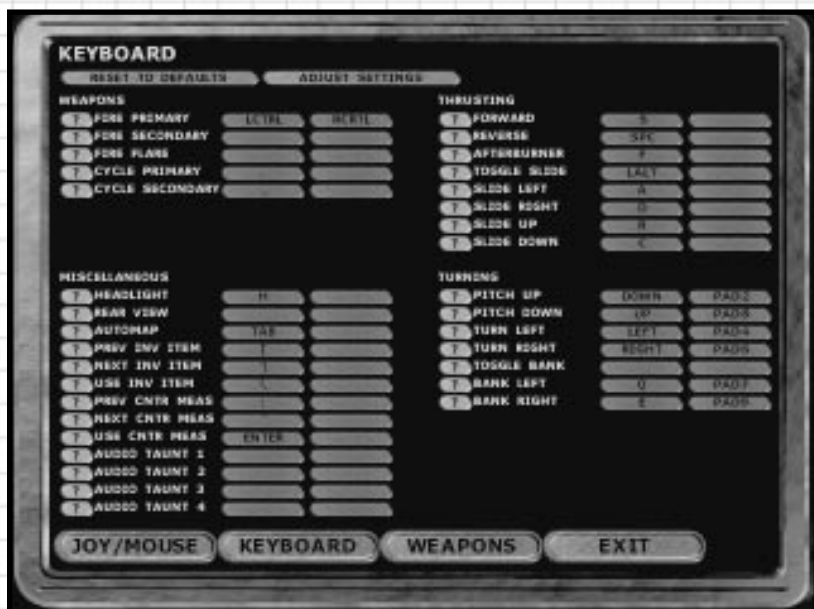 KEYBOARD
RESET TO DEFAULTS ADJUST SETTINGS
WEAPONS
? FIRE PRIMARY LCTRL RCRTL
? FIRE SECONDARY
? FIRE FLARE
? CYCLE PRIMARY
? CYCLE SECONDARY
THRUSTING
? FORWARD
? REVERSE SPC
? AFTERBURNER F
? TOGGLE SLIDE LALT
? SLIDE LEFT A
? SLIDE RIGHT D
? SLIDE UP R
? SLIDE DOWN C
MISCELLANEOUS
? HEADLIGHT H
? REAR VIEW
? AUTOMAP TAB
? PREV INV ITEM [
? NEXT INV ITEM ]
? USE INV ITEM \
? PREV CNTR MEAS
? NEXT CNTR MEAS
? USE CNTR MEAS ENTER
? AUDIO TAUNT 1
? AUDIO TAUNT 2
? AUDIO TAUNT 3
? AUDIO TAUNT 4
TURNING
? PITCH UP DOWN PAD2
? PITCH DOWN UP PAD8
? TURN LEFT LEFT PAD4
? TURN RIGHT RIGHT PAD6
? TOGGLE BANK
? BANK LEFT Q PAD7
? BANK RIGHT E PAD9
JOY/MOUSE KEYBOARD WEAPONS EXIT